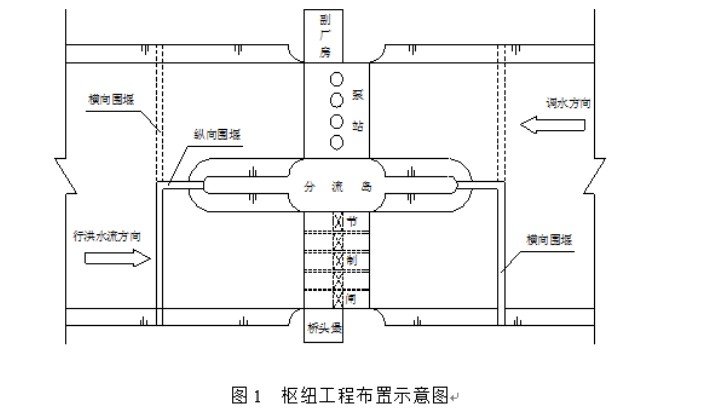 副厂房
泵站
横向围堰
调水方向
纵向围堰
分流岛
节制闸
行洪水流方向
横向围堰
桥头堡
图 1 枢纽工程布置示意图